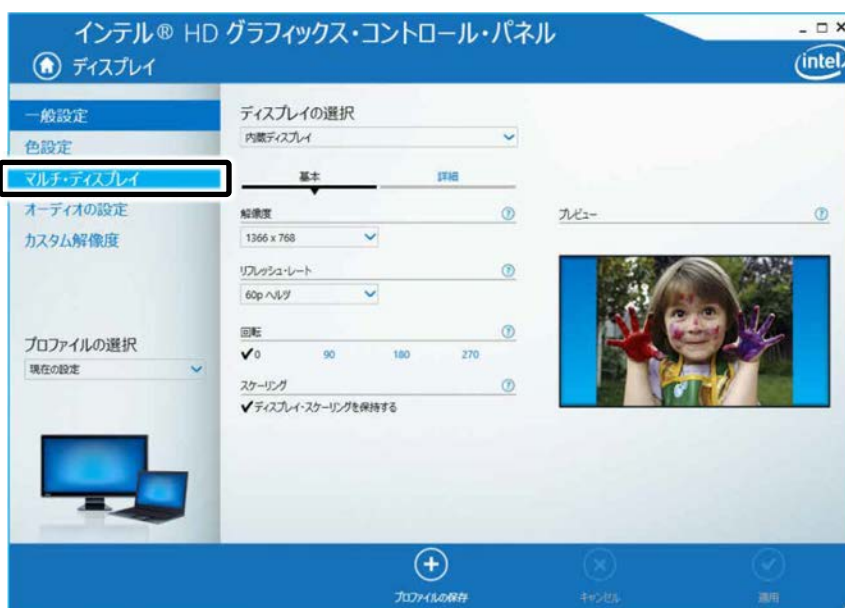 インテル® HD グラフィックス・コントロール・パネル
ディスプレイ
intel
一般設定
色設定
マルチ・ディスプレイ
オーディオの設定
カスタム解像度
プロファイルの選択
現在の設定
ディスプレイの選択
内蔵ディスプレイ
基本 詳細
解像度 ?
1366 x 768
リフレッシュ・レート ?
60p ヘルツ
回転 ?
✔0 90 180 270
スケーリング ?
✔ディスプレイ・スケーリングを保持する
プレビュー ?
プロファイルの保存
キャンセル
適用